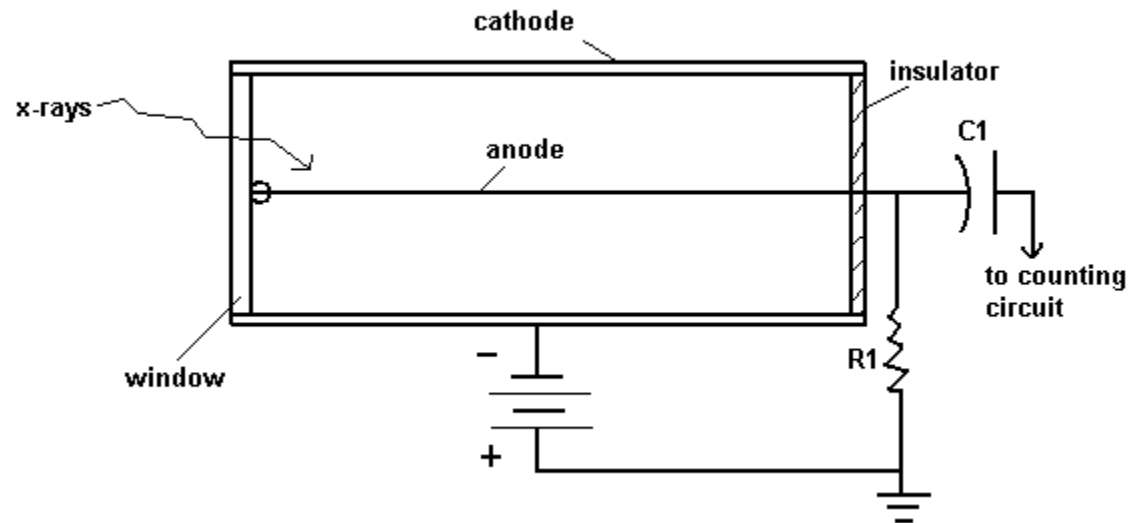 cathode
insulator
x-rays
C1
anode
to counting
circuit
R1
window
−
+